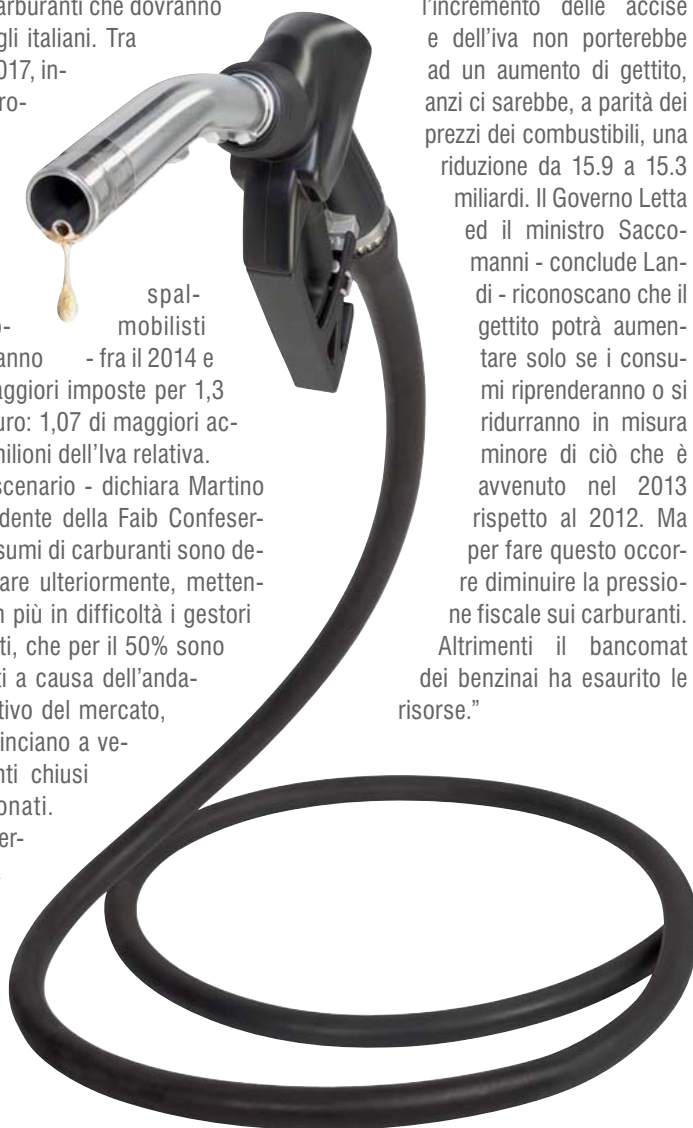 arburanti che dovranno
gli italiani. Tra
017, in-
ro-
spal-
o- mobilisti
anno - fra il 2014 e
aggiori imposte per 1,3
uro: 1,07 di maggiori ac-
milioni dell’Iva relativa.
scenario - dichiara Martino
dente della Faib Confeser-
sumi di carburanti sono de-
are ulteriormente, metten-
n più in difficoltà i gestori
ti, che per il 50% sono
ti a causa dell’anda-
tivo del mercato,
inciano a ve-
nti chiusi
onati.
er-
l’incremento delle accise
e dell’iva non porterebbe
ad un aumento di gettito,
anzi ci sarebbe, a parità dei
prezzi dei combustibili, una
riduzione da 15.9 a 15.3
miliardi. Il Governo Letta
ed il ministro Sacco-
manni - conclude Lan-
di - riconoscano che il
gettito potrà aumen-
tare solo se i consu-
mi riprenderanno o si
ridurranno in misura
minore di ciò che è
avvenuto nel 2013
rispetto al 2012. Ma
per fare questo occor-
re diminuire la pressio-
ne fiscale sui carburanti.
Altrimenti il bancomat
dei benzinai ha esaurito le
risorse.”